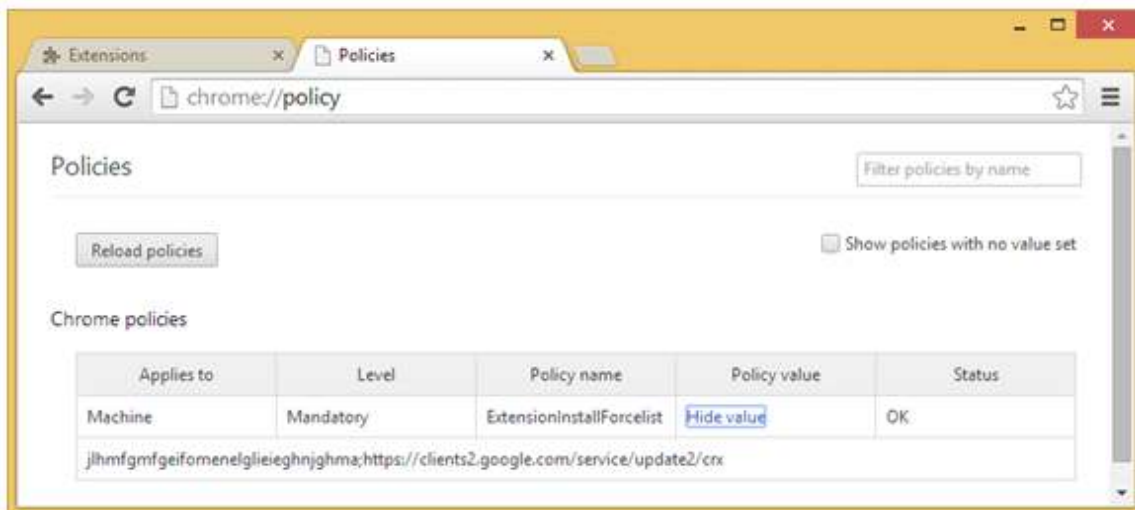 Extensions
Policies
chrome://policy
Policies
Filter policies by name
Reload policies
Show policies with no value set
Chrome policies
Applies to Level Policy name Policy value Status
Machine Mandatory ExtensionInstallForcelist Hide value OK
jlhmfgmfgeifomenelglieieghnjghma;https://clients2.google.com/service/update2/crx